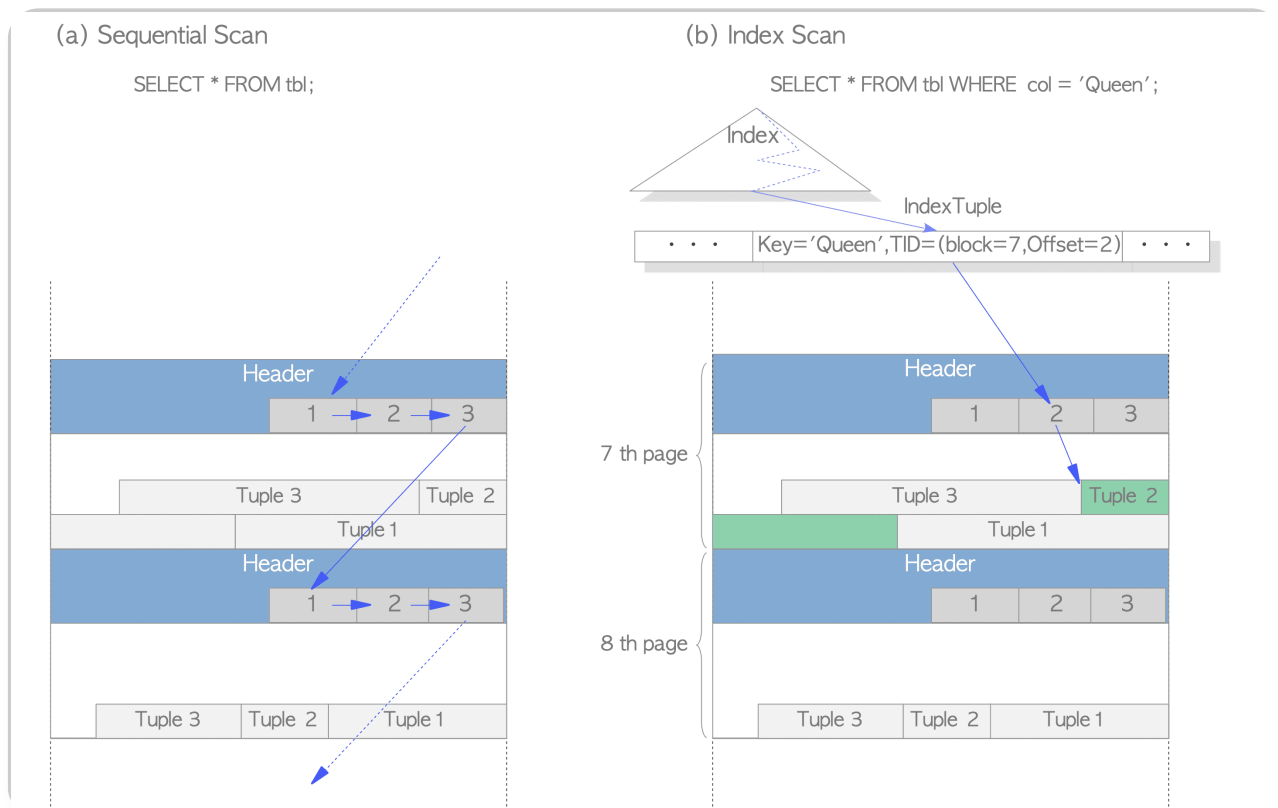 (a) Sequential Scan
SELECT * FROM tbl;
Header
1 2 3
Tuple 3 Tuple 2
Tuple 1
Header
1 2 3
Tuple 3 Tuple 2 Tuple 1
(b) Index Scan
SELECT * FROM tbl WHERE col = 'Queen';
Index
IndexTuple
· · · Key='Queen',TID=(block=7,Offset=2) · · ·
Header
1 2 3
7 th page
Tuple 3 Tuple 2
Tuple 1
Header
1 2 3
8 th page
Tuple 3 Tuple 2 Tuple 1